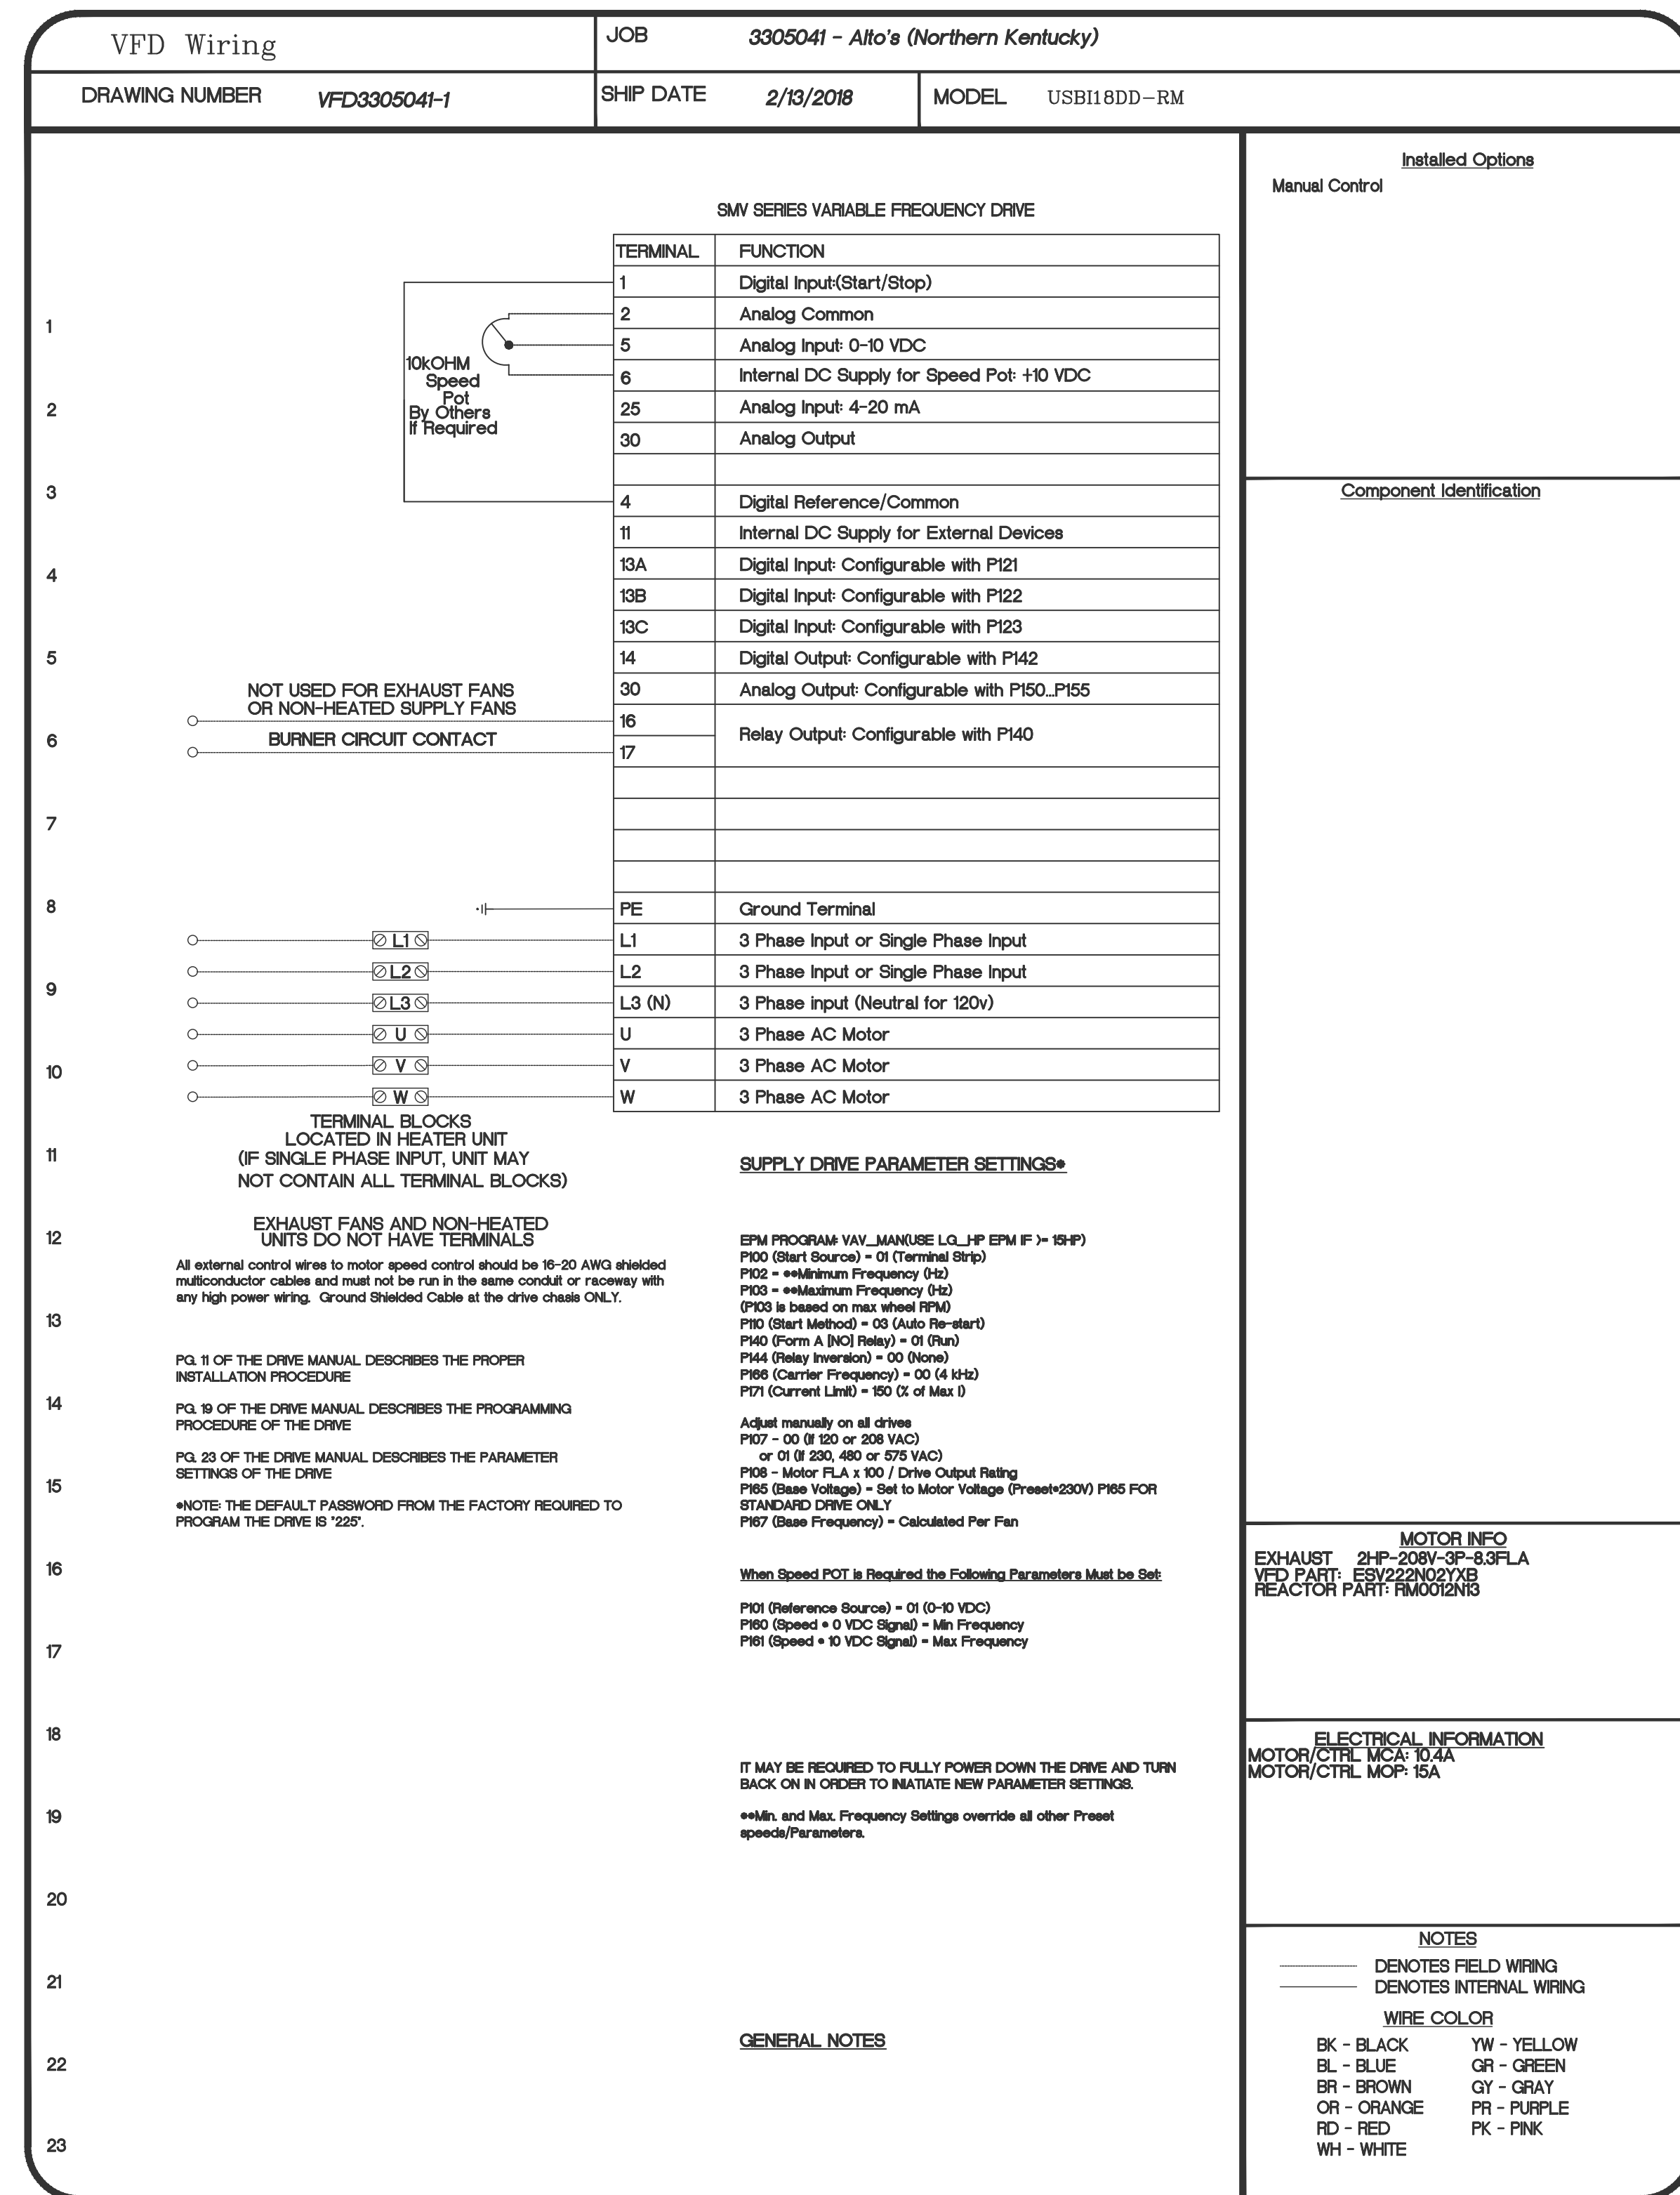 VFD Wiring
JOB 3305041 - Alto's (Northern Kentucky)
DRAWING NUMBER VFD3305041-1
SHIP DATE 2/13/2018
MODEL USBI18DD-RM
SMV SERIES VARIABLE FREQUENCY DRIVE
TERMINAL FUNCTION
1 Digital Input:(Start/Stop)
2 Analog Common
5 Analog Input: 0-10 VDC
6 Internal DC Supply for Speed Pot: +10 VDC
25 Analog Input: 4-20 mA
30 Analog Output
4 Digital Reference/Common
11 Internal DC Supply for External Devices
13A Digital Input: Configurable with P121
13B Digital Input: Configurable with P122
13C Digital Input: Configurable with P123
14 Digital Output: Configurable with P142
30 Analog Output: Configurable with P150...P155
16
17
Relay Output: Configurable with P140
PE Ground Terminal
L1 3 Phase Input or Single Phase Input
L2 3 Phase Input or Single Phase Input
L3 (N) 3 Phase input (Neutral for 120v)
U 3 Phase AC Motor
V 3 Phase AC Motor
W 3 Phase AC Motor
10kOHM
Speed
Pot
By Others
If Required
NOT USED FOR EXHAUST FANS
OR NON-HEATED SUPPLY FANS
BURNER CIRCUIT CONTACT
L1
L2
L3
U
V
W
TERMINAL BLOCKS
LOCATED IN HEATER UNIT
(IF SINGLE PHASE INPUT, UNIT MAY
NOT CONTAIN ALL TERMINAL BLOCKS)
EXHAUST FANS AND NON-HEATED
UNITS DO NOT HAVE TERMINALS
All external control wires to motor speed control should be 16-20 AWG shielded
multiconductor cables and must not be run in the same conduit or raceway with
any high power wiring. Ground Shielded Cable at the drive chasis ONLY.
PG. 11 OF THE DRIVE MANUAL DESCRIBES THE PROPER
INSTALLATION PROCEDURE
PG. 19 OF THE DRIVE MANUAL DESCRIBES THE PROGRAMMING
PROCEDURE OF THE DRIVE
PG. 23 OF THE DRIVE MANUAL DESCRIBES THE PARAMETER
SETTINGS OF THE DRIVE
*NOTE: THE DEFAULT PASSWORD FROM THE FACTORY REQUIRED TO
PROGRAM THE DRIVE IS "225".
SUPPLY DRIVE PARAMETER SETTINGS*
EPM PROGRAM#: VAV_MAN(USE LG_HP EPM IF >= 15HP)
P100 (Start Source) = 01 (Terminal Strip)
P102 = **Minimum Frequency (Hz)
P103 = **Maximum Frequency (Hz)
(P103 is based on max wheel RPM)
P110 (Start Method) = 03 (Auto Re-start)
P140 (Form A [NO] Relay) = 01 (Run)
P144 (Relay Inversion) = 00 (None)
P166 (Carrier Frequency) = 00 (4 kHz)
P171 (Current Limit) = 150 (% of Max I)
Adjust manually on all drives
P107 - 00 (If 120 or 208 VAC)
or 01 (If 230, 480 or 575 VAC)
P108 - Motor FLA x 100 / Drive Output Rating
P165 (Base Voltage) = Set to Motor Voltage (Preset=230V) P165 FOR
STANDARD DRIVE ONLY
P167 (Base Frequency) = Calculated Per Fan
When Speed POT is Required the Following Parameters Must be Set:
P101 (Reference Source) = 01 (0-10 VDC)
P160 (Speed @ 0 VDC Signal) = Min Frequency
P161 (Speed @ 10 VDC Signal) = Max Frequency
IT MAY BE REQUIRED TO FULLY POWER DOWN THE DRIVE AND TURN
BACK ON IN ORDER TO INIATIATE NEW PARAMETER SETTINGS.
**Min. and Max. Frequency Settings override all other Preset
speeds/Parameters.
GENERAL NOTES
1
2
3
4
5
6
7
8
9
10
11
12
13
14
15
16
17
18
19
20
21
22
23
Installed Options
Manual Control
Component Identification
MOTOR INFO
EXHAUST 2HP-208V-3P-8.3FLA
VFD PART: ESV222N02YXB
REACTOR PART: RM0012N13
ELECTRICAL INFORMATION
MOTOR/CTRL MCA: 10.4A
MOTOR/CTRL MOP: 15A
NOTES
DENOTES FIELD WIRING
DENOTES INTERNAL WIRING
WIRE COLOR
BK - BLACK YW - YELLOW
BL - BLUE GR - GREEN
BR - BROWN GY - GRAY
OR - ORANGE PR - PURPLE
RD - RED PK - PINK
WH - WHITE